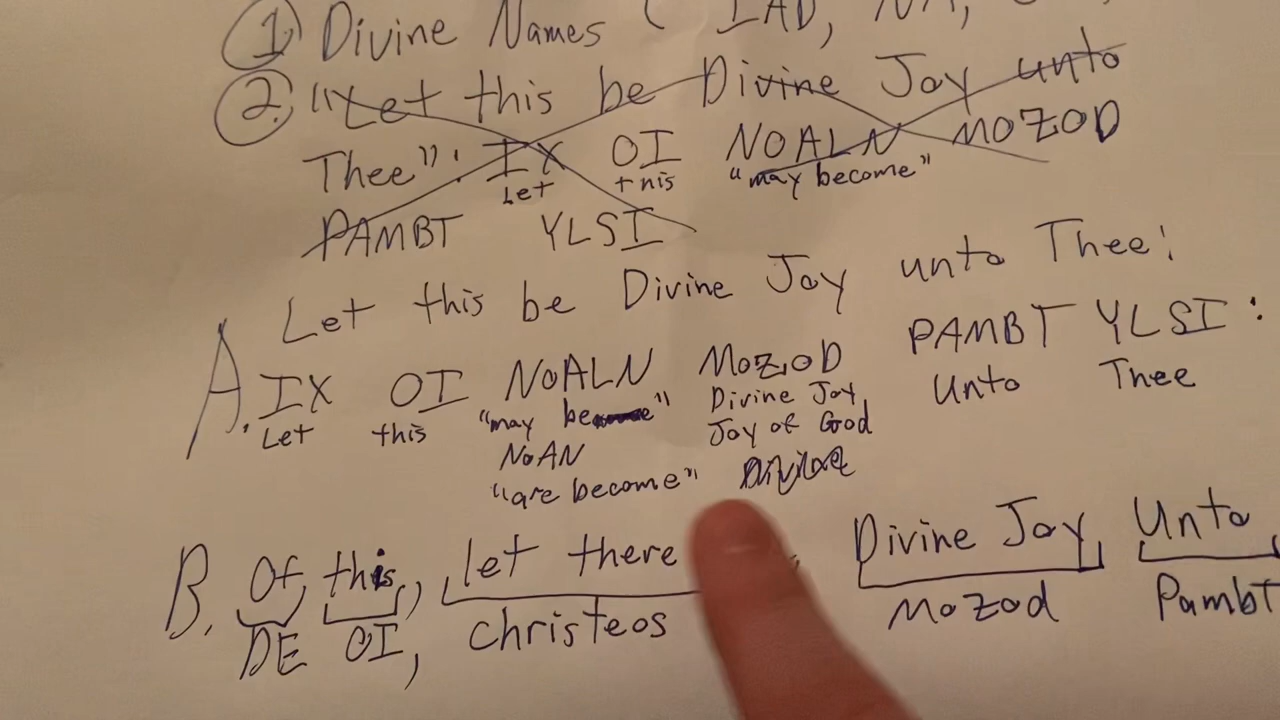 ① Divine Names ( IAD, NA,
② "Let this be Divine Joy unto
Thee": IX OI NOALN MOZOD
Let this "may become"
PAMBT YLSI
Let this be Divine Joy unto Thee:
A. IX OI NOALN MOZOD PAMBT YLSI:
Let this "may be" Divine Joy, Unto Thee
NOAN Joy of God
"are become"
B. Of this, let there Divine Joy, Unto
DE OI, christeos Mozod Pambt